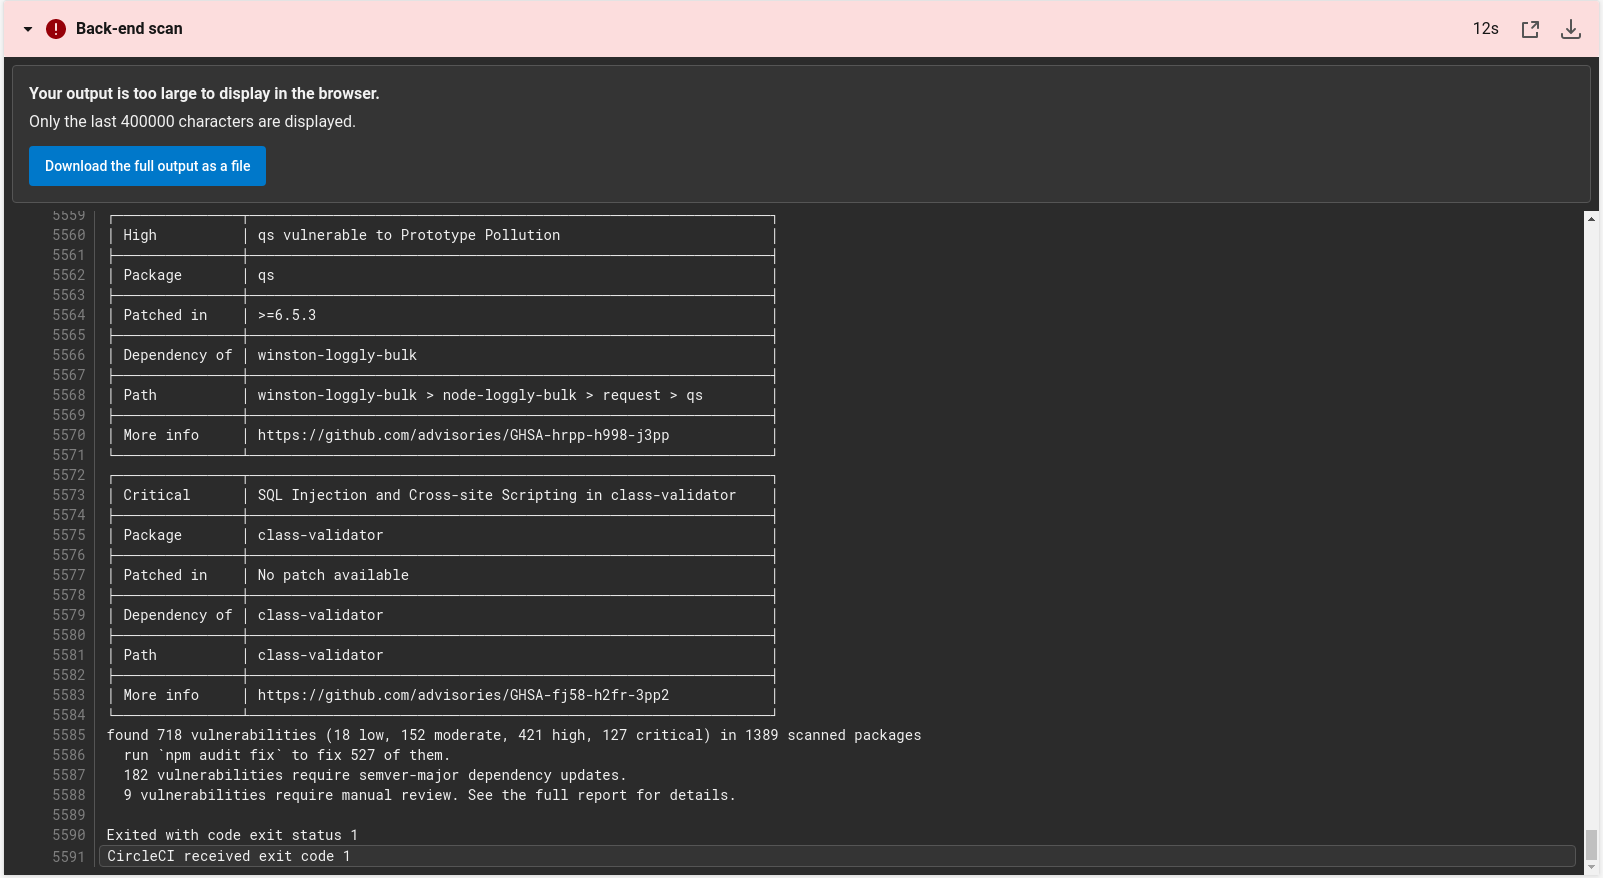 Back-end scan 12s
Your output is too large to display in the browser.
Only the last 400000 characters are displayed.
Download the full output as a file
5559
5560 │ High │ qs vulnerable to Prototype Pollution │
5561
5562 │ Package │ qs │
5563
5564 │ Patched in │ >=6.5.3 │
5565
5566 │ Dependency of │ winston-loggly-bulk │
5567
5568 │ Path │ winston-loggly-bulk > node-loggly-bulk > request > qs │
5569
5570 │ More info │ https://github.com/advisories/GHSA-hrpp-h998-j3pp │
5571
5572
5573 │ Critical │ SQL Injection and Cross-site Scripting in class-validator │
5574
5575 │ Package │ class-validator │
5576
5577 │ Patched in │ No patch available │
5578
5579 │ Dependency of │ class-validator │
5580
5581 │ Path │ class-validator │
5582
5583 │ More info │ https://github.com/advisories/GHSA-fj58-h2fr-3pp2 │
5584
5585 found 718 vulnerabilities (18 low, 152 moderate, 421 high, 127 critical) in 1389 scanned packages
5586 run `npm audit fix` to fix 527 of them.
5587 182 vulnerabilities require semver-major dependency updates.
5588 9 vulnerabilities require manual review. See the full report for details.
5589
5590 Exited with code exit status 1
5591 CircleCI received exit code 1